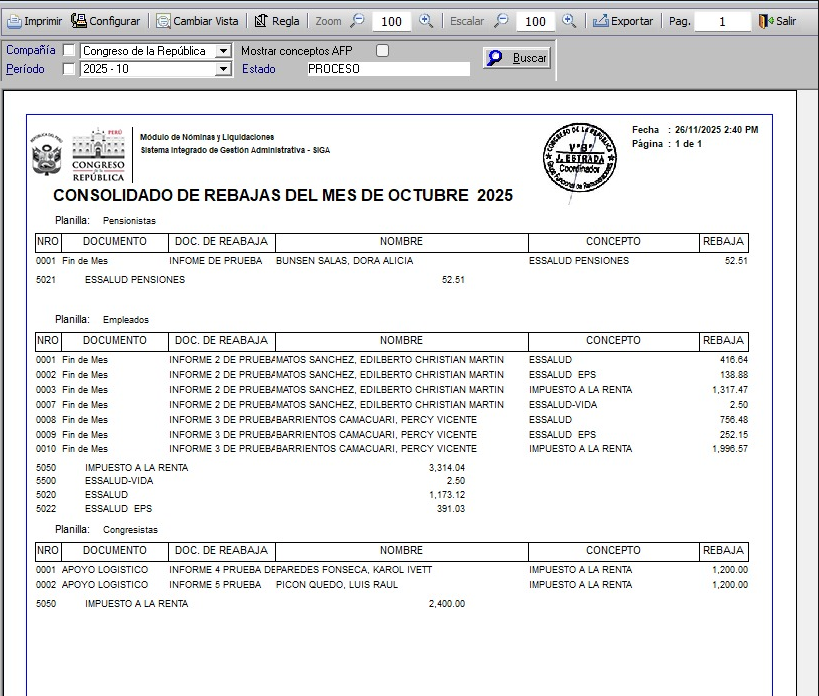 Imprimir Configurar Cambiar Vista Regla Zoom 100 Escalar 100 Exportar Pag. 1 Salir
Compañía Congreso de la República Mostrar conceptos AFP
Período 2025 - 10 Estado PROCESO Buscar
REPÚBLICA DEL PERÚ
PERÚ
CONGRESO
de la
REPÚBLICA
Módulo de Nóminas y Liquidaciones
Sistema Integrado de Gestión Administrativa - SIGA
CONGRESO DE LA REPÚBLICA
V°B°
J. ESTRADA
Coordinador
Grupo Funcional de Remuneraciones
Fecha : 26/11/2025 2:40 PM
Página : 1 de 1
CONSOLIDADO DE REBAJAS DEL MES DE OCTUBRE 2025
Planilla: Pensionistas
NRO DOCUMENTO DOC. DE REABAJA NOMBRE CONCEPTO REBAJA
0001 Fin de Mes INFOME DE PRUEBA BUNSEN SALAS, DORA ALICIA ESSALUD PENSIONES 52.51
5021 ESSALUD PENSIONES 52.51
Planilla: Empleados
NRO DOCUMENTO DOC. DE REABAJA NOMBRE CONCEPTO REBAJA
0001 Fin de Mes INFORME 2 DE PRUEBA MATOS SANCHEZ, EDILBERTO CHRISTIAN MARTIN ESSALUD 416.64
0002 Fin de Mes INFORME 2 DE PRUEBA MATOS SANCHEZ, EDILBERTO CHRISTIAN MARTIN ESSALUD EPS 138.88
0003 Fin de Mes INFORME 2 DE PRUEBA MATOS SANCHEZ, EDILBERTO CHRISTIAN MARTIN IMPUESTO A LA RENTA 1,317.47
0007 Fin de Mes INFORME 2 DE PRUEBA MATOS SANCHEZ, EDILBERTO CHRISTIAN MARTIN ESSALUD-VIDA 2.50
0008 Fin de Mes INFORME 3 DE PRUEBA BARRIENTOS CAMACUARI, PERCY VICENTE ESSALUD 756.48
0009 Fin de Mes INFORME 3 DE PRUEBA BARRIENTOS CAMACUARI, PERCY VICENTE ESSALUD EPS 252.15
0010 Fin de Mes INFORME 3 DE PRUEBA BARRIENTOS CAMACUARI, PERCY VICENTE IMPUESTO A LA RENTA 1,996.57
5050 IMPUESTO A LA RENTA 3,314.04
5500 ESSALUD-VIDA 2.50
5020 ESSALUD 1,173.12
5022 ESSALUD EPS 391.03
Planilla: Congresistas
NRO DOCUMENTO DOC. DE REABAJA NOMBRE CONCEPTO REBAJA
0001 APOYO LOGISTICO INFORME 4 PRUEBA DE PAREDES FONSECA, KAROL IVETT IMPUESTO A LA RENTA 1,200.00
0002 APOYO LOGISTICO INFORME 5 PRUEBA PICON QUEDO, LUIS RAUL IMPUESTO A LA RENTA 1,200.00
5050 IMPUESTO A LA RENTA 2,400.00